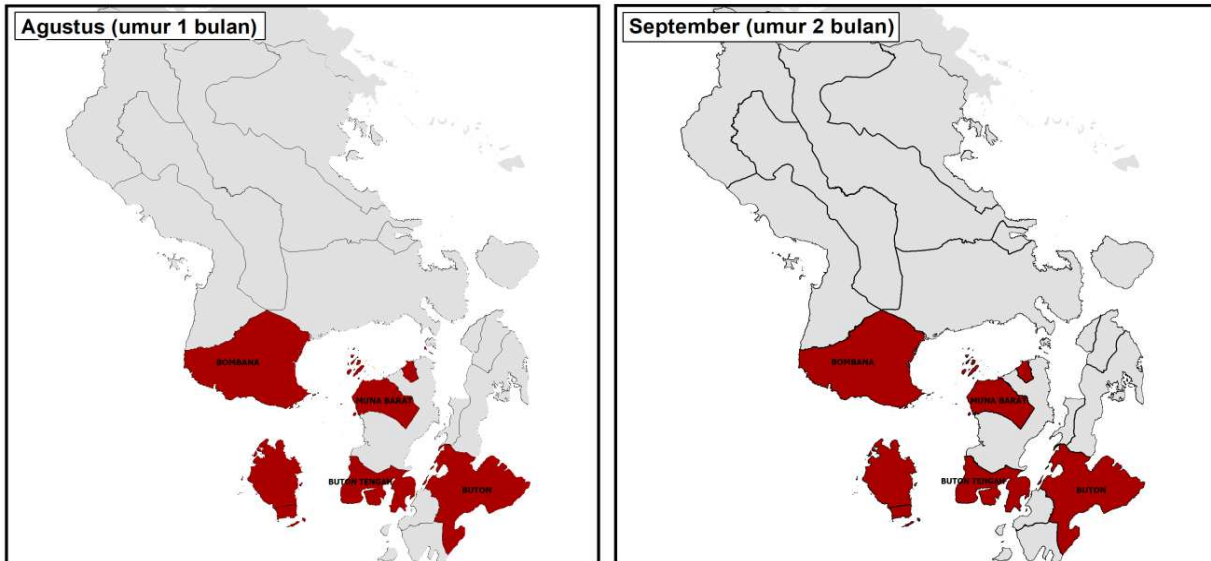 Agustus (umur 1 bulan)
BOMBANA
MUNA BARAT
BUTON TENGAH
BUTON
September (umur 2 bulan)
BOMBANA
MUNA BARAT
BUTON TENGAH
BUTON